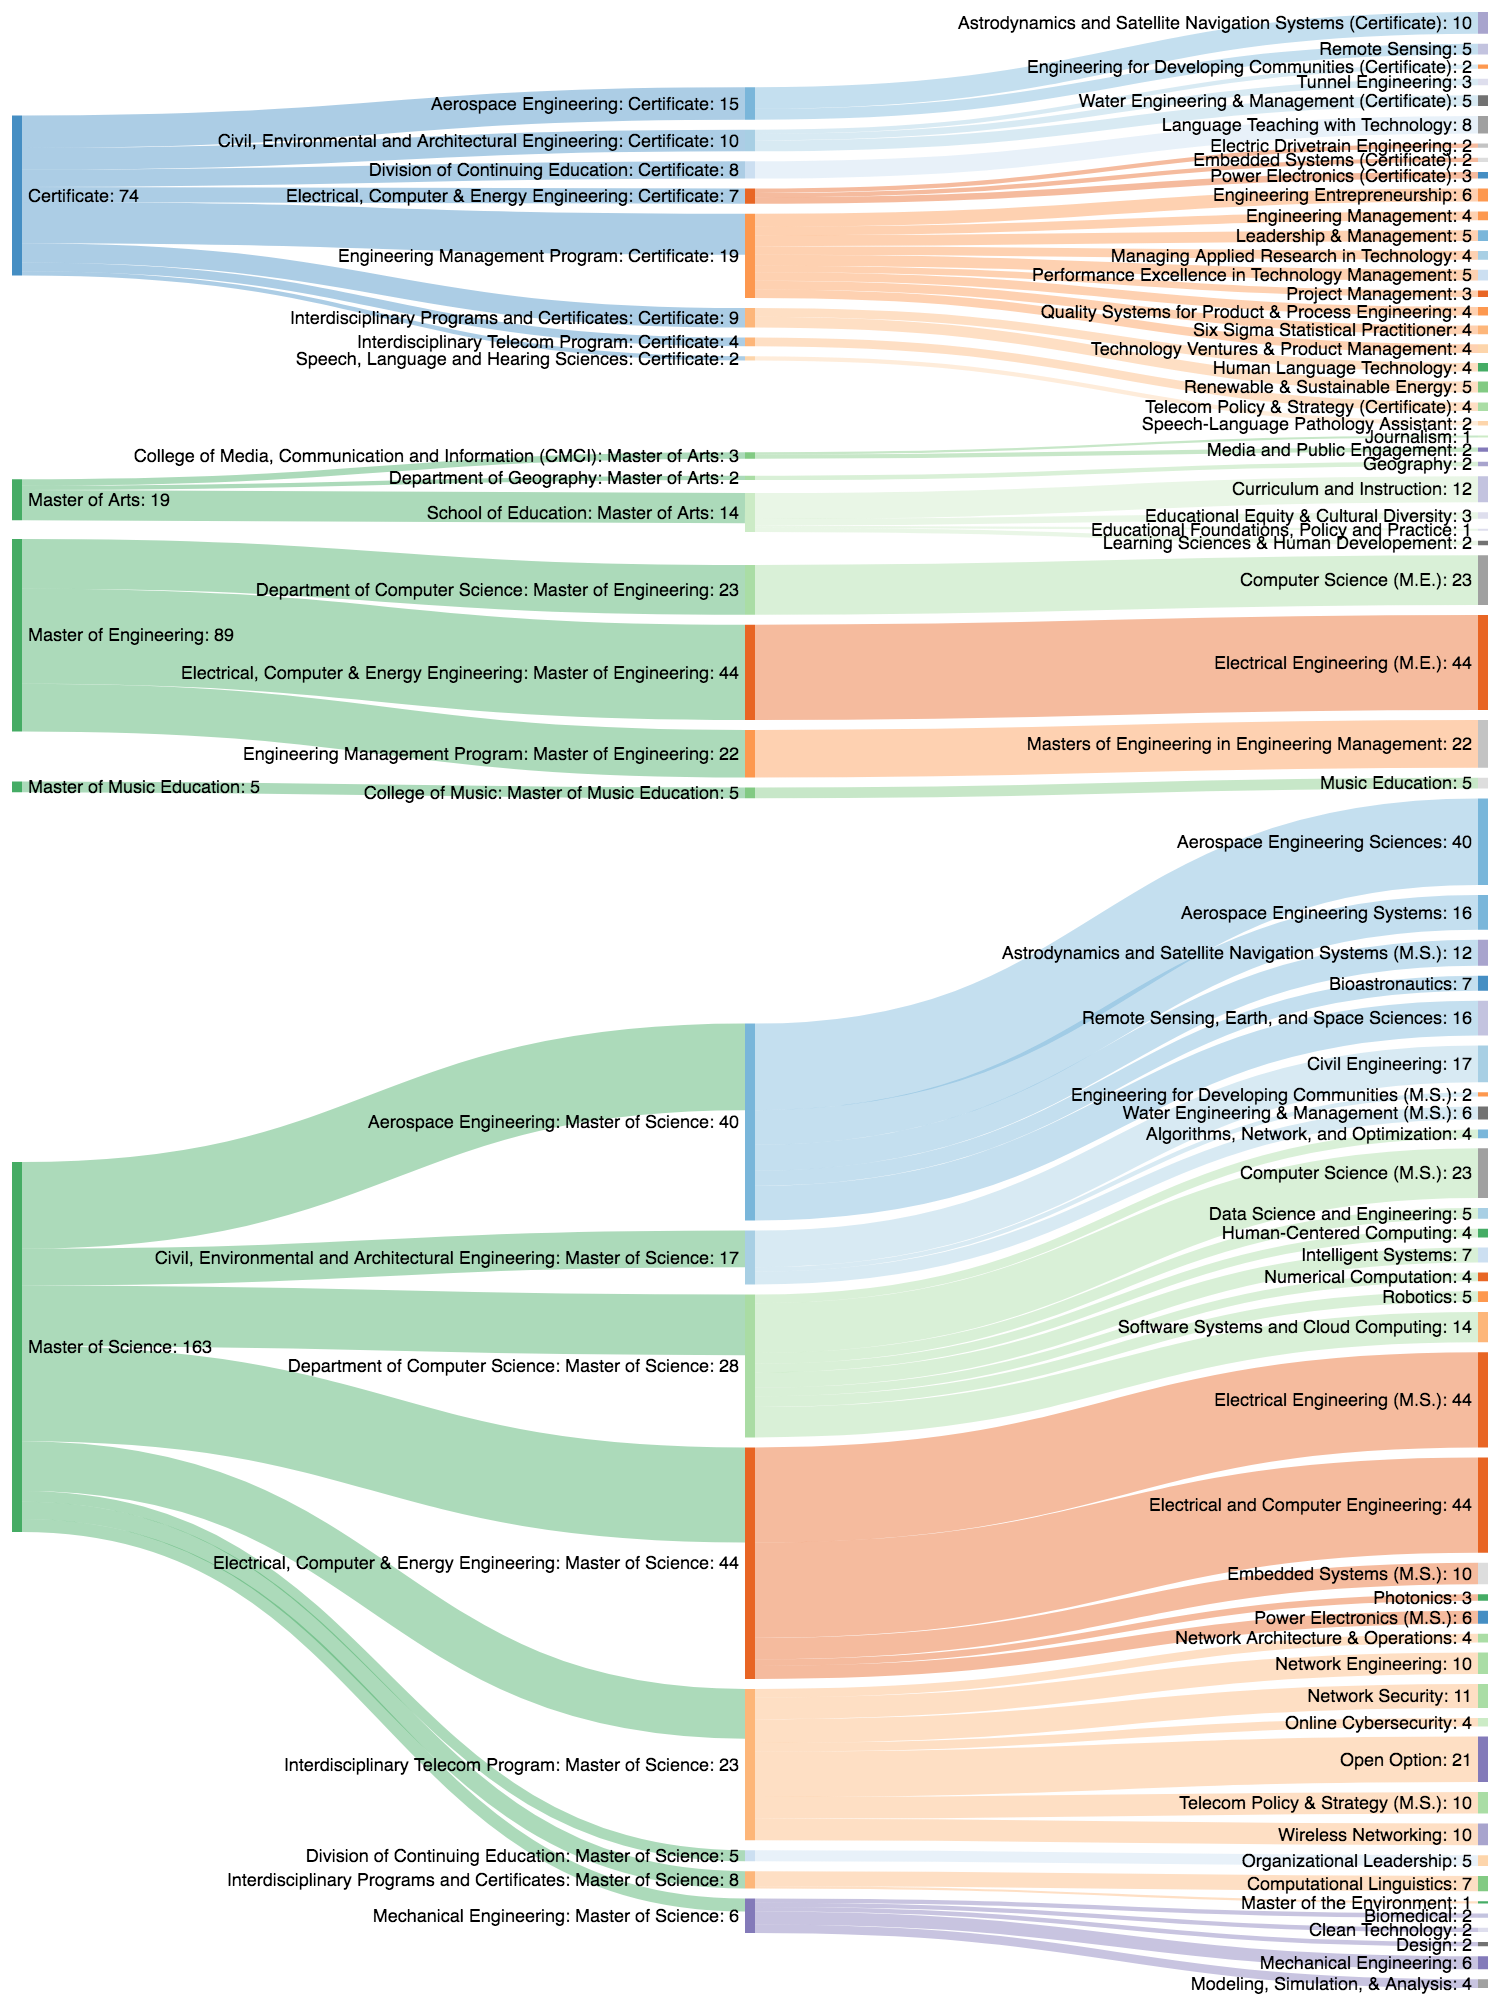 Astrodynamics and Satellite Navigation Systems (Certificate): 10
Remote Sensing: 5
Engineering for Developing Communities (Certificate): 2
Tunnel Engineering: 3
Water Engineering & Management (Certificate): 5
Aerospace Engineering: Certificate: 15
Language Teaching with Technology: 8
Civil, Environmental and Architectural Engineering: Certificate: 10
Electric Drivetrain Engineering: 2
Embedded Systems (Certificate): 2
Division of Continuing Education: Certificate: 8
Power Electronics (Certificate): 3
Certificate: 74
Electrical, Computer & Energy Engineering: Certificate: 7
Engineering Entrepreneurship: 6
Engineering Management: 4
Leadership & Management: 5
Engineering Management Program: Certificate: 19
Managing Applied Research in Technology: 4
Performance Excellence in Technology Management: 5
Project Management: 3
Quality Systems for Product & Process Engineering: 4
Interdisciplinary Programs and Certificates: Certificate: 9
Six Sigma Statistical Practitioner: 4
Interdisciplinary Telecom Program: Certificate: 4
Technology Ventures & Product Management: 4
Speech, Language and Hearing Sciences: Certificate: 2
Human Language Technology: 4
Renewable & Sustainable Energy: 5
Telecom Policy & Strategy (Certificate): 4
Speech-Language Pathology Assistant: 2
Journalism: 1
Media and Public Engagement: 2
College of Media, Communication and Information (CMCI): Master of Arts: 3
Geography: 2
Department of Geography: Master of Arts: 2
Curriculum and Instruction: 12
Master of Arts: 19
School of Education: Master of Arts: 14
Educational Equity & Cultural Diversity: 3
Educational Foundations, Policy and Practice: 1
Learning Sciences & Human Developement: 2
Computer Science (M.E.): 23
Department of Computer Science: Master of Engineering: 23
Master of Engineering: 89
Electrical Engineering (M.E.): 44
Electrical, Computer & Energy Engineering: Master of Engineering: 44
Masters of Engineering in Engineering Management: 22
Engineering Management Program: Master of Engineering: 22
Music Education: 5
Master of Music Education: 5
College of Music: Master of Music Education: 5
Aerospace Engineering Sciences: 40
Aerospace Engineering Systems: 16
Astrodynamics and Satellite Navigation Systems (M.S.): 12
Bioastronautics: 7
Remote Sensing, Earth, and Space Sciences: 16
Civil Engineering: 17
Engineering for Developing Communities (M.S.): 2
Water Engineering & Management (M.S.): 6
Aerospace Engineering: Master of Science: 40
Algorithms, Network, and Optimization: 4
Computer Science (M.S.): 23
Data Science and Engineering: 5
Human-Centered Computing: 4
Intelligent Systems: 7
Civil, Environmental and Architectural Engineering: Master of Science: 17
Numerical Computation: 4
Robotics: 5
Software Systems and Cloud Computing: 14
Master of Science: 163
Department of Computer Science: Master of Science: 28
Electrical Engineering (M.S.): 44
Electrical and Computer Engineering: 44
Electrical, Computer & Energy Engineering: Master of Science: 44
Embedded Systems (M.S.): 10
Photonics: 3
Power Electronics (M.S.): 6
Network Architecture & Operations: 4
Network Engineering: 10
Network Security: 11
Online Cybersecurity: 4
Open Option: 21
Interdisciplinary Telecom Program: Master of Science: 23
Telecom Policy & Strategy (M.S.): 10
Wireless Networking: 10
Division of Continuing Education: Master of Science: 5
Organizational Leadership: 5
Interdisciplinary Programs and Certificates: Master of Science: 8
Computational Linguistics: 7
Master of the Environment: 1
Mechanical Engineering: Master of Science: 6
Biomedical: 2
Clean Technology: 2
Design: 2
Mechanical Engineering: 6
Modeling, Simulation, & Analysis: 4